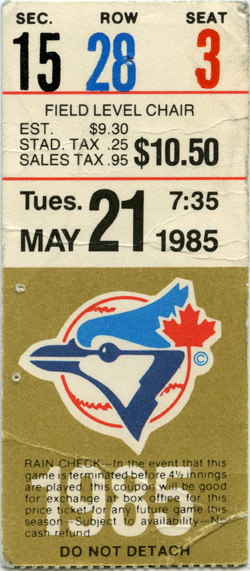 SEC. ROW SEAT
15 28 3
FIELD LEVEL CHAIR
EST. $9.30
STAD. TAX .25
SALES TAX .95 $10.50
Tues. 7:35
MAY 21 1985
©
1985
RAIN CHECK—In the event that this
game is terminated before 4½ innings
are played, this coupon will be good
for exchange at box office for this
price ticket for any future game this
season—Subject to availability—No
cash refund
DO NOT DETACH